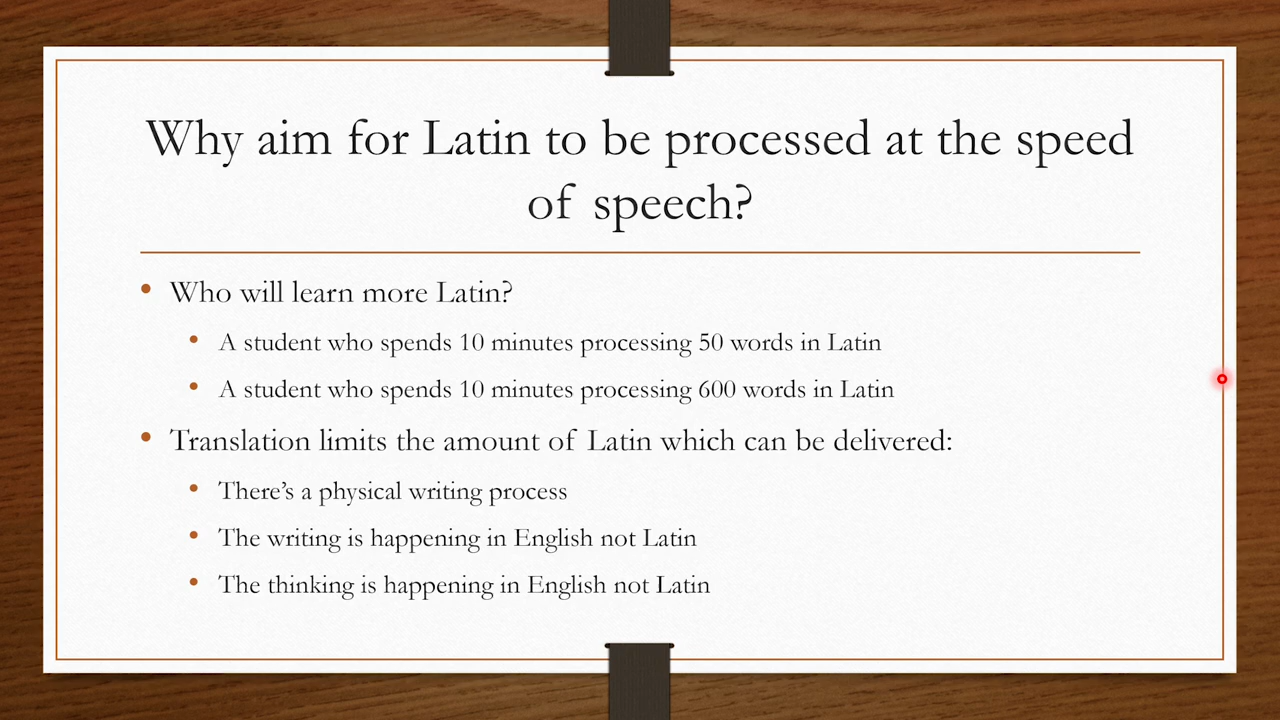 Why aim for Latin to be processed at the speed
of speech?
• Who will learn more Latin?
• A student who spends 10 minutes processing 50 words in Latin
• A student who spends 10 minutes processing 600 words in Latin
• Translation limits the amount of Latin which can be delivered:
• There’s a physical writing process
• The writing is happening in English not Latin
• The thinking is happening in English not Latin